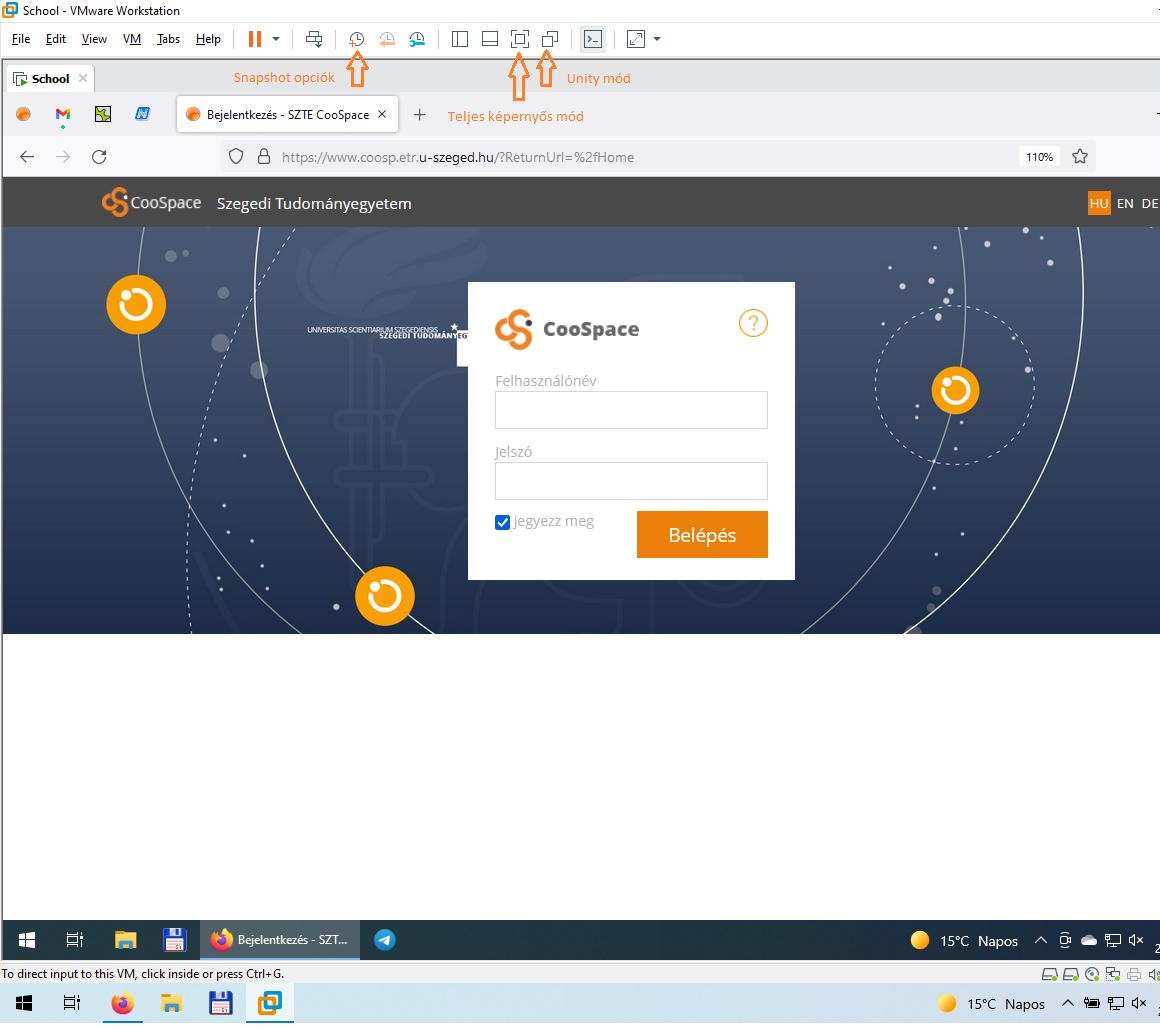 School - VMware Workstation
File Edit View VM Tabs Help
School
Snapshot opciók
Unity mód
Bejelentkezés - SZTE CooSpace
Teljes képernyős mód
https://www.coosp.etr.u-szeged.hu/?ReturnUrl=%2fHome
110%
CooSpace Szegedi Tudományegyetem
HU EN DE
UNIVERSITAS SCIENTIARUM SZEGEDIENSIS
SZEGEDI TUDOMÁNYEG
CooSpace
?
Felhasználónév
Jelszó
Jegyezz meg
Belépés
Bejelentkezés - SZT...
15°C Napos
To direct input to this VM, click inside or press Ctrl+G.
15°C Napos